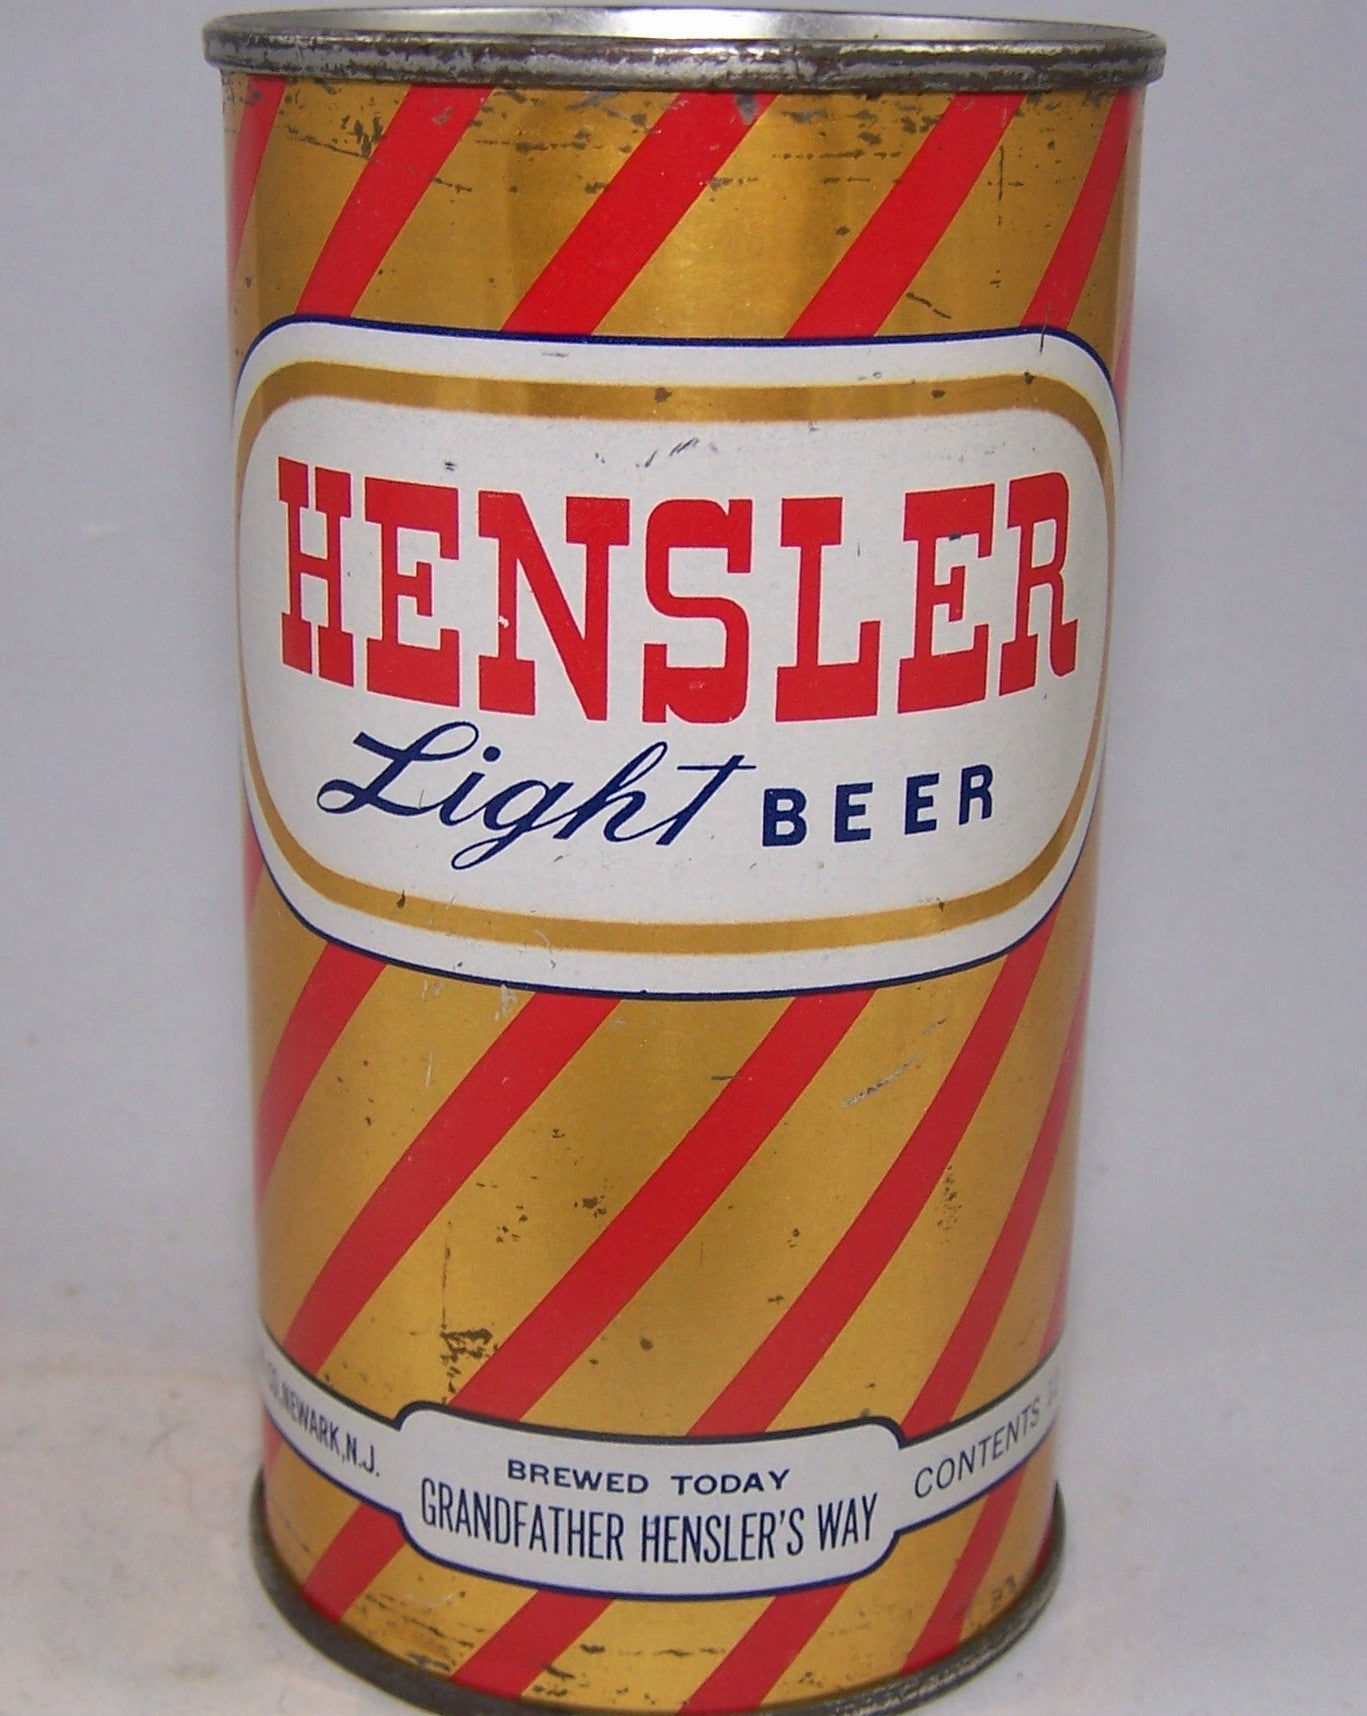 HENSLER
Light BEER
NEWARK, N.J.
BREWED TODAY
GRANDFATHER HENSLER'S WAY
CONTENTS